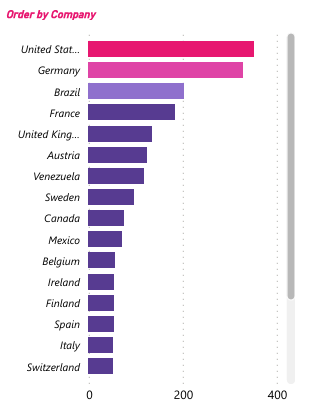 Order by Company
United Stat...
Germany
Brazil
France
United King...
Austria
Venezuela
Sweden
Canada
Mexico
Belgium
Ireland
Finland
Spain
Italy
Switzerland
0 200 400